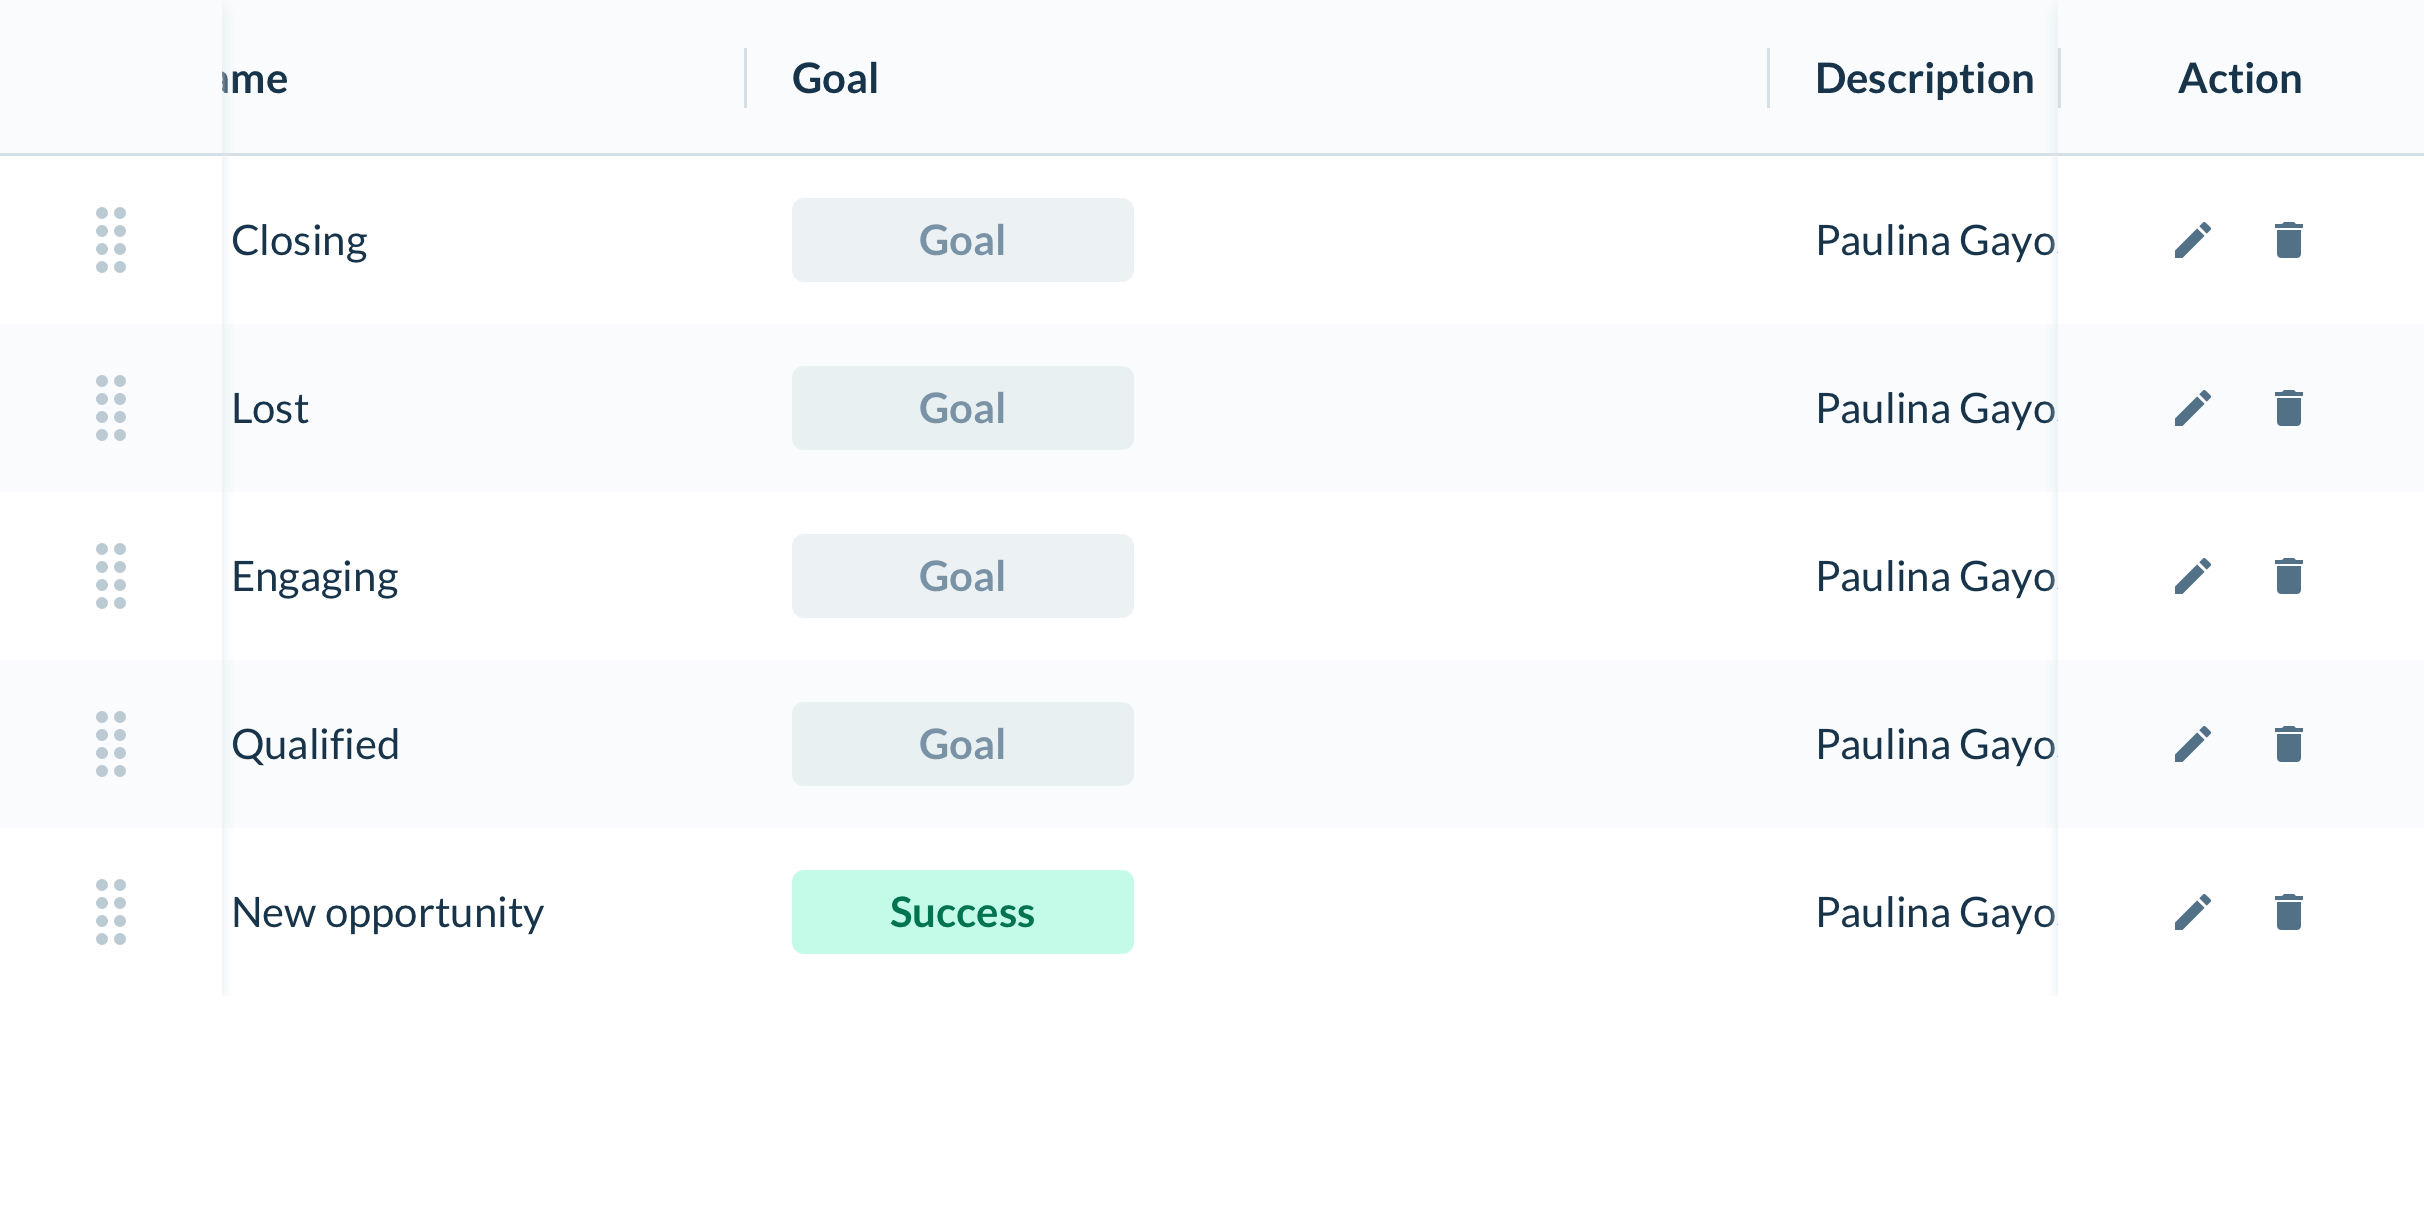 ame Goal Description Action
Closing Goal Paulina Gayo
Lost Goal Paulina Gayo
Engaging Goal Paulina Gayo
Qualified Goal Paulina Gayo
New opportunity Success Paulina Gayo